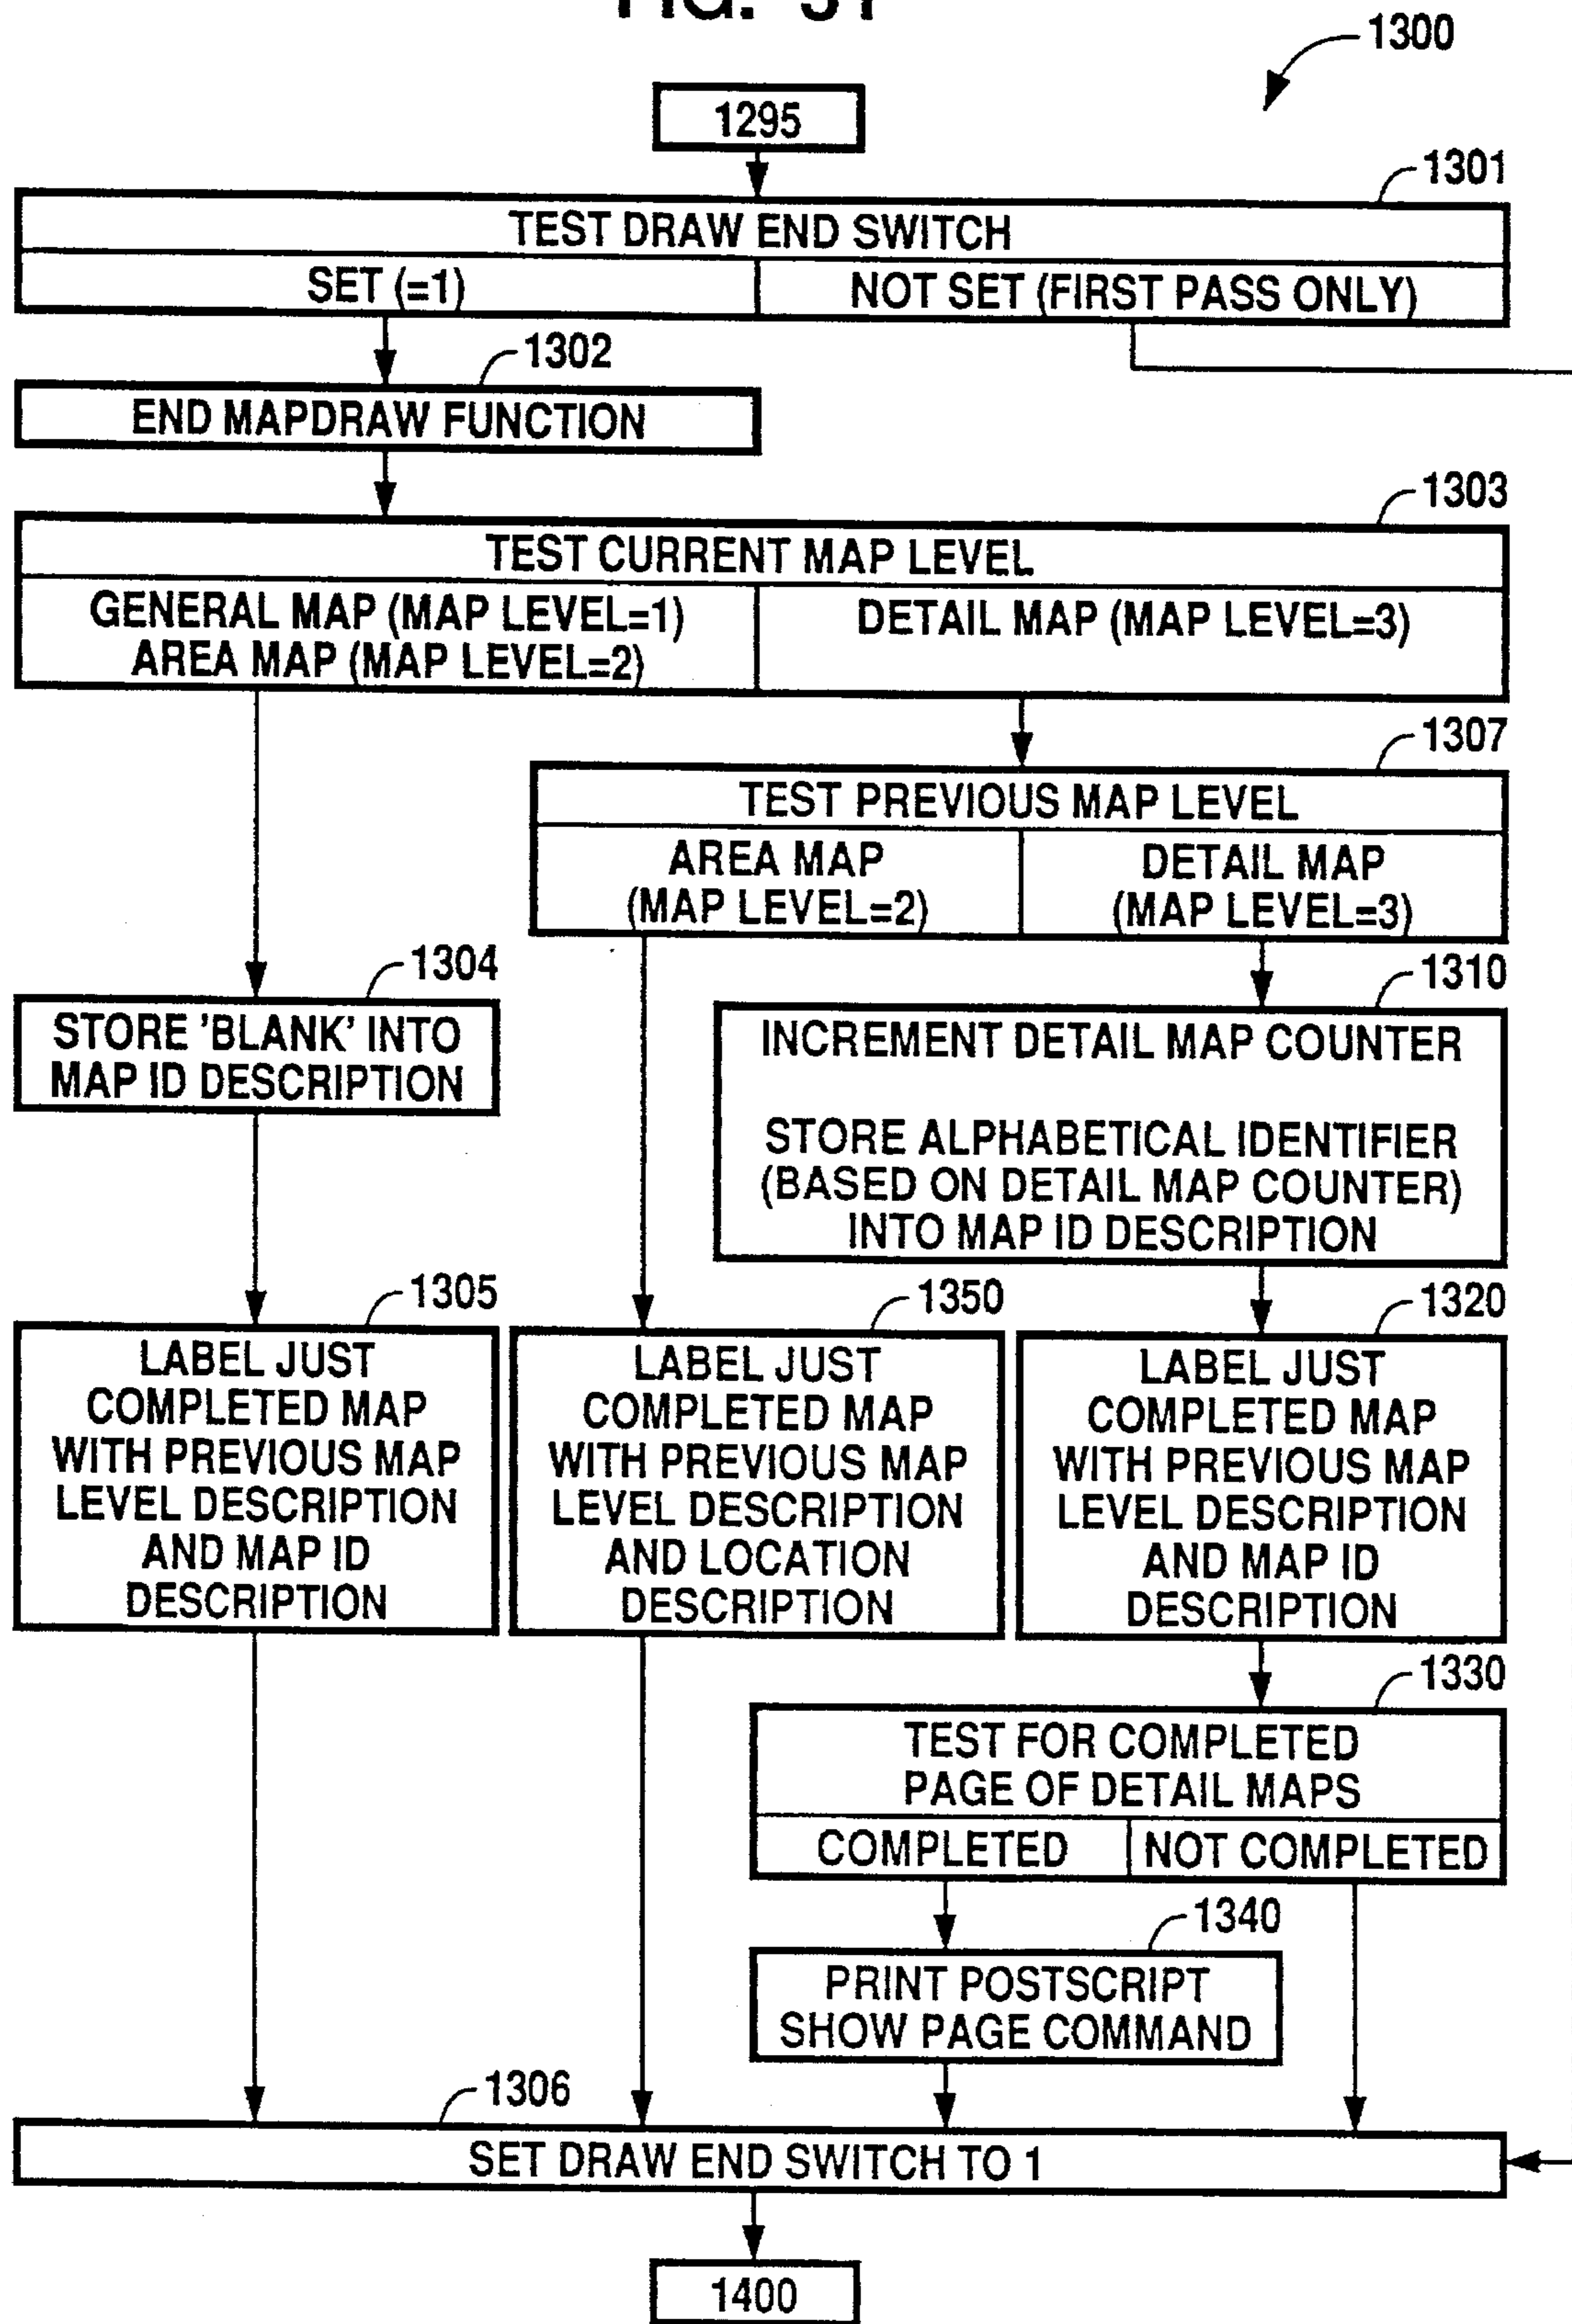 1300
1295
1301
TEST DRAW END SWITCH
SET (=1)
NOT SET (FIRST PASS ONLY)
1302
END MAPDRAW FUNCTION
1303
TEST CURRENT MAP LEVEL
GENERAL MAP (MAP LEVEL=1)
AREA MAP (MAP LEVEL=2)
DETAIL MAP (MAP LEVEL=3)
1307
TEST PREVIOUS MAP LEVEL
AREA MAP
(MAP LEVEL=2)
DETAIL MAP
(MAP LEVEL=3)
1304
STORE 'BLANK' INTO
MAP ID DESCRIPTION
1310
INCREMENT DETAIL MAP COUNTER
STORE ALPHABETICAL IDENTIFIER
(BASED ON DETAIL MAP COUNTER)
INTO MAP ID DESCRIPTION
1305
LABEL JUST
COMPLETED MAP
WITH PREVIOUS MAP
LEVEL DESCRIPTION
AND MAP ID
DESCRIPTION
1350
LABEL JUST
COMPLETED MAP
WITH PREVIOUS MAP
LEVEL DESCRIPTION
AND LOCATION
DESCRIPTION
1320
LABEL JUST
COMPLETED MAP
WITH PREVIOUS MAP
LEVEL DESCRIPTION
AND MAP ID
DESCRIPTION
1330
TEST FOR COMPLETED
PAGE OF DETAIL MAPS
COMPLETED
NOT COMPLETED
1340
PRINT POSTSCRIPT
SHOW PAGE COMMAND
1306
SET DRAW END SWITCH TO 1
1400